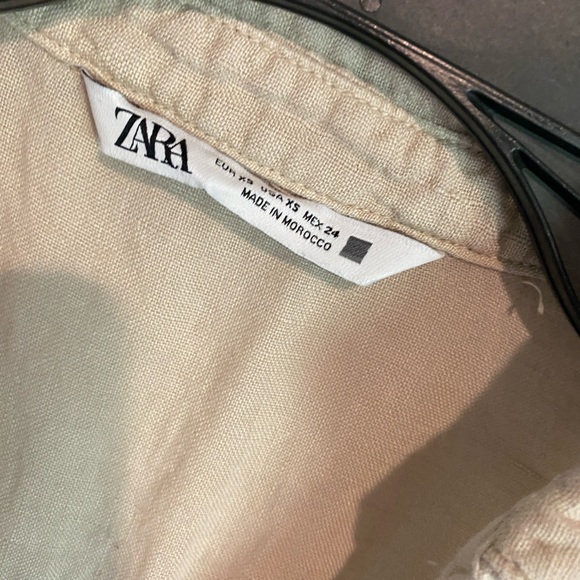 ZARA
EUR XS USA XS MEX 24
MADE IN MOROCCO